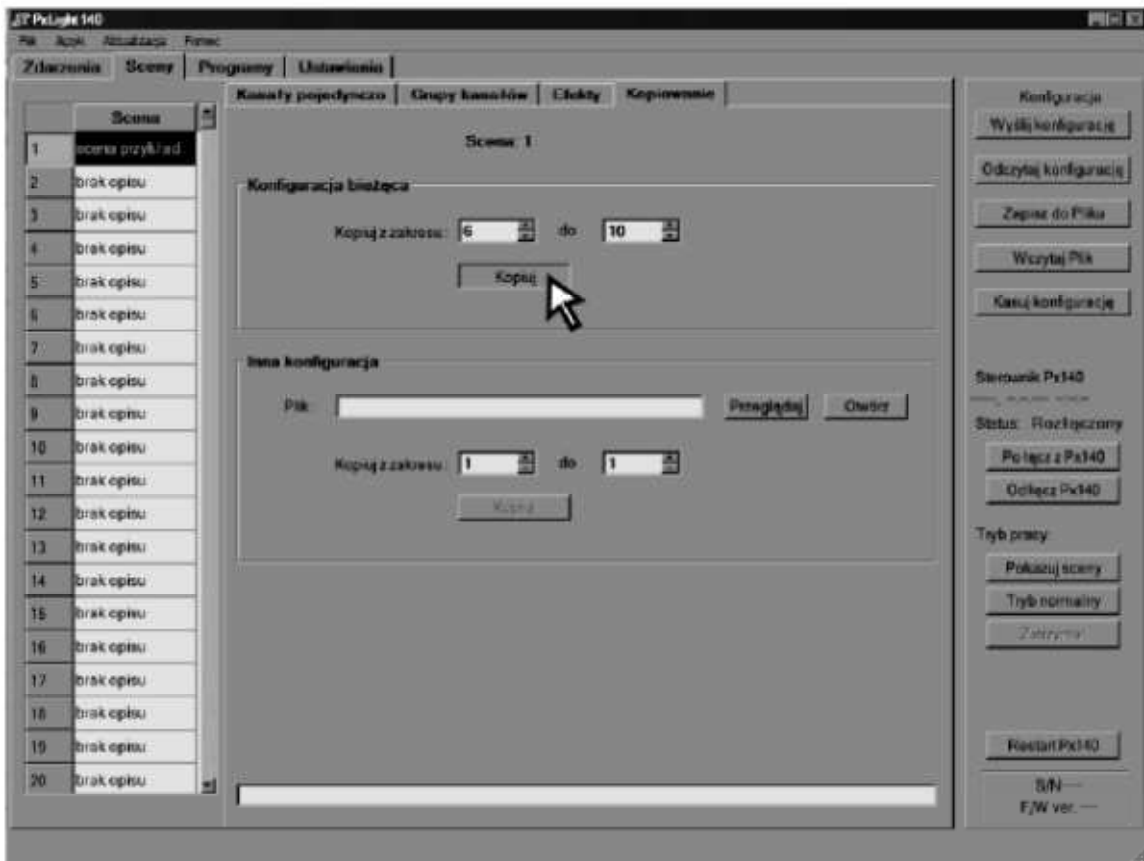 PxLight 140
Plik Język Aktualizacja Pomoc
Zdarzenia Sceny Programy Ustawienia
Kanały pojedynczo Grupy kanałów Efekty Kopiowanie
Scena
1 scena przykład
2 brak opisu
3 brak opisu
4 brak opisu
5 brak opisu
6 brak opisu
7 brak opisu
8 brak opisu
9 brak opisu
10 brak opisu
11 brak opisu
12 brak opisu
13 brak opisu
14 brak opisu
15 brak opisu
16 brak opisu
17 brak opisu
18 brak opisu
19 brak opisu
20 brak opisu
Scena: 1
Konfiguracja bieżąca
Kopiuj z zakresu: 6 do 10
Kopiuj
Inna konfiguracja
Plik: Przeglądaj Otwórz
Kopiuj z zakresu: 1 do 1
Kopiuj
Konfiguracja
Wyślij konfigurację
Odczytaj konfigurację
Zapisz do Pliku
Wczytaj Plik
Kasuj konfigurację
Sterownik Px140
Status: Rozłączony
Połącz z Px140
Odłącz Px140
Tryb pracy:
Pokazuj sceny
Tryb normalny
Zatrzymaj
Restart Px140
S/N ---
F/W ver. ---